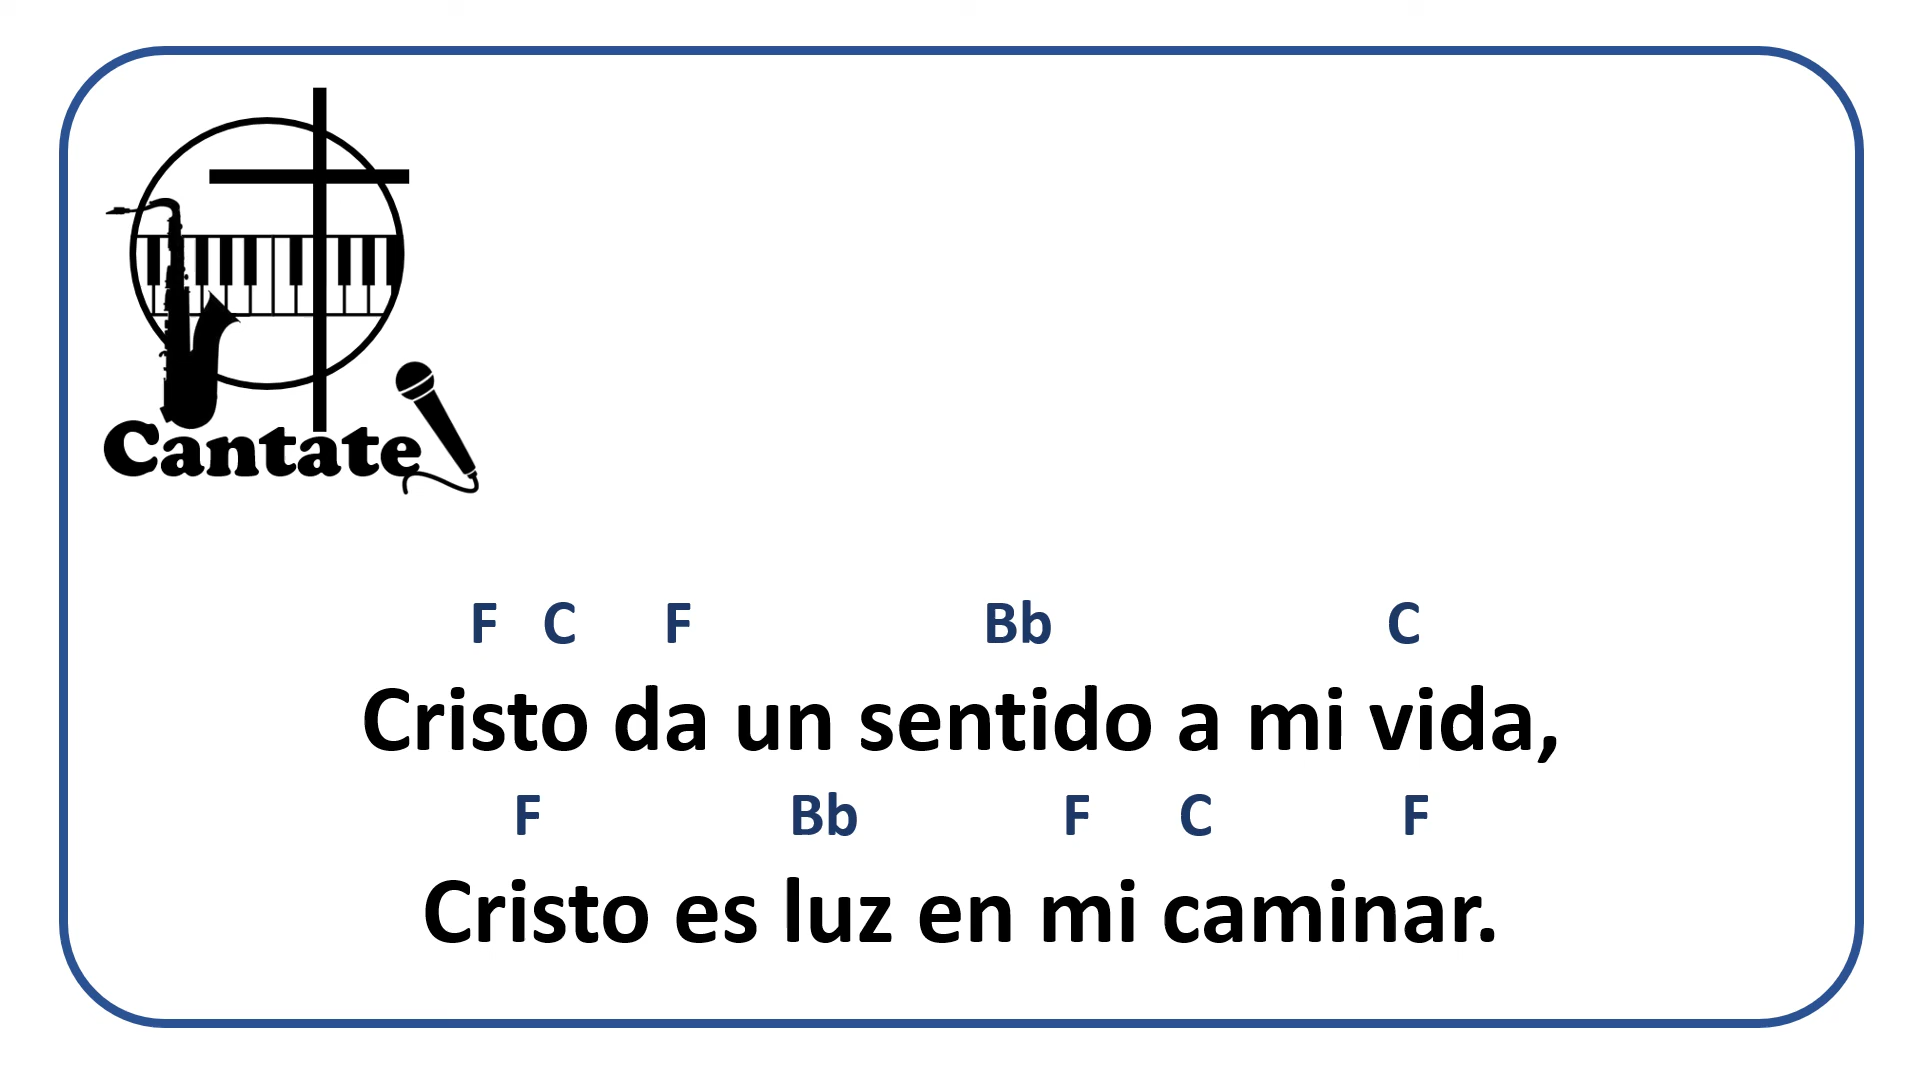 Cantate
F C F Bb C
Cristo da un sentido a mi vida,
F Bb F C F
Cristo es luz en mi caminar.